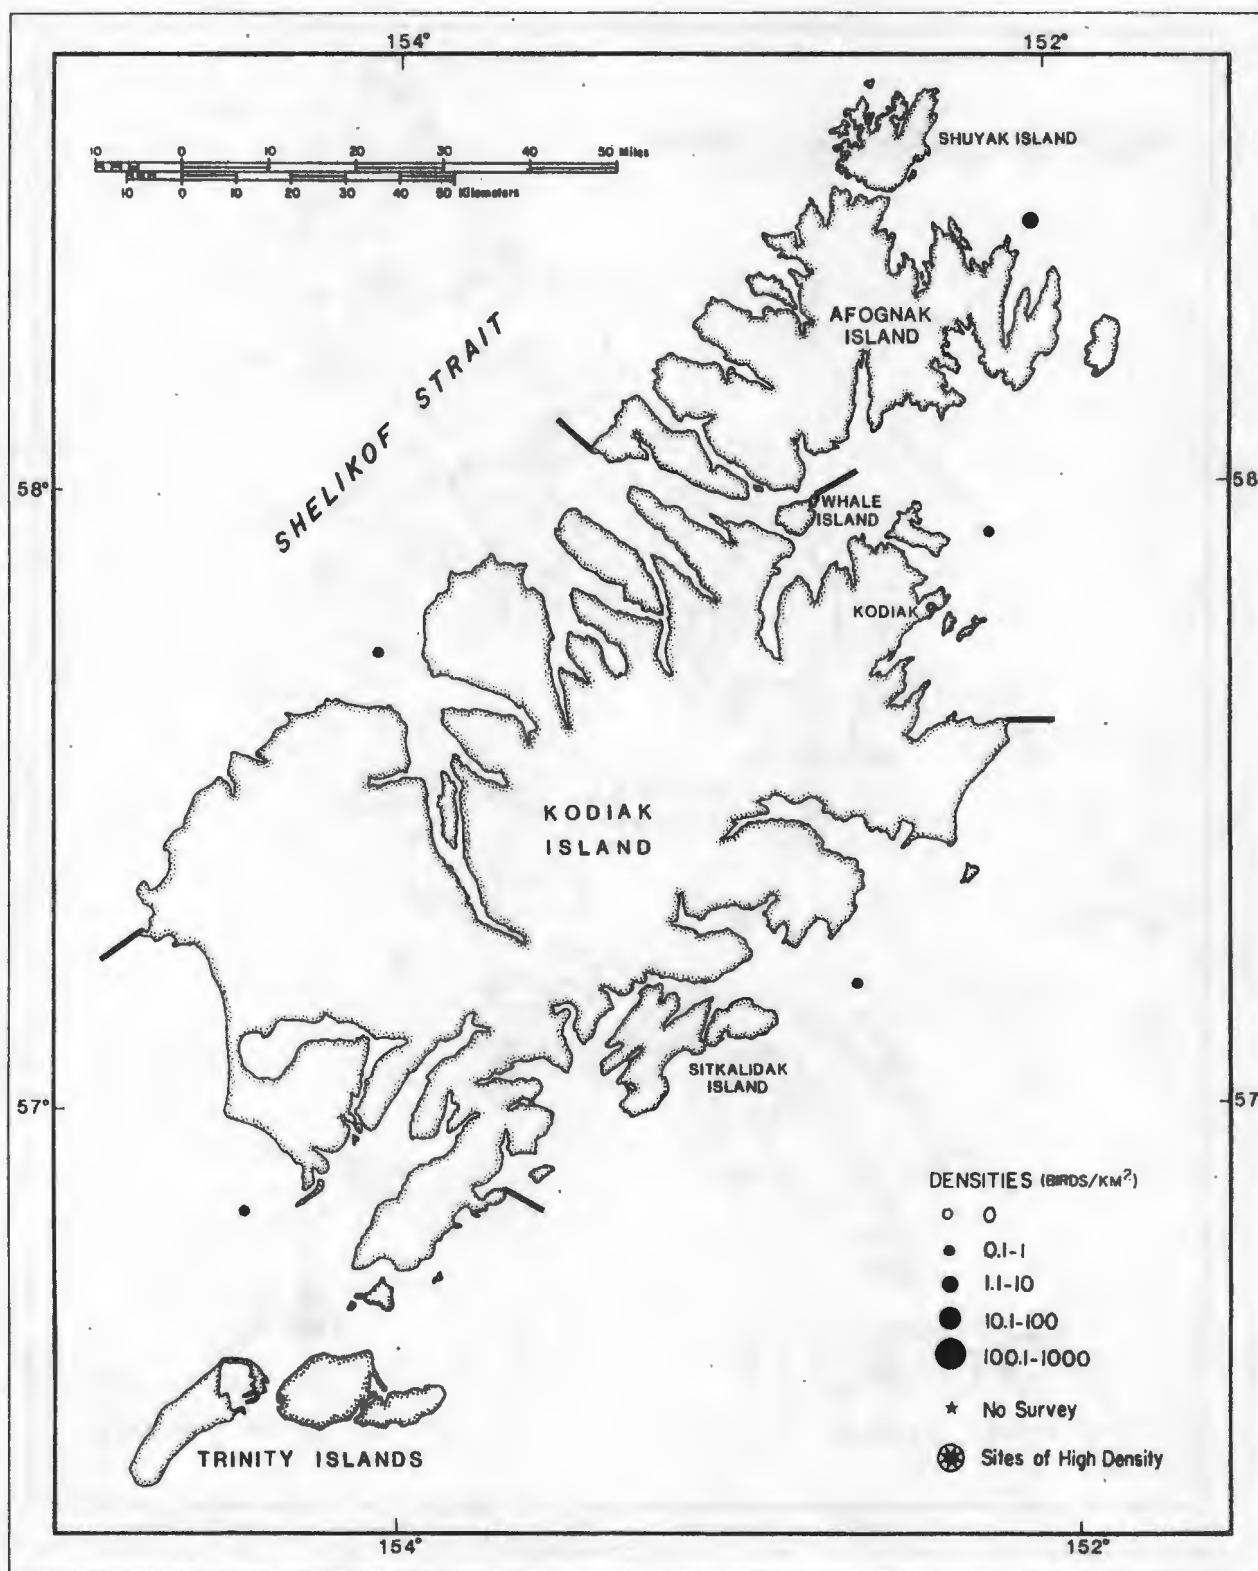 154° 152°
SHUYAK ISLAND
10 0 10 20 30 40 50 Miles
10 0 10 20 30 40 50 Kilometers
AFOGNAK
ISLAND
SHELIKOF STRAIT
58° 58
WHALE
ISLAND
KODIAK
KODIAK
ISLAND
SITKALIDAK
ISLAND
57° 57
DENSITIES (BIRDS/KM²)
0
0.1-1
1.1-10
10.1-100
100.1-1000
No Survey
Sites of High Density
TRINITY ISLANDS
154° 152°